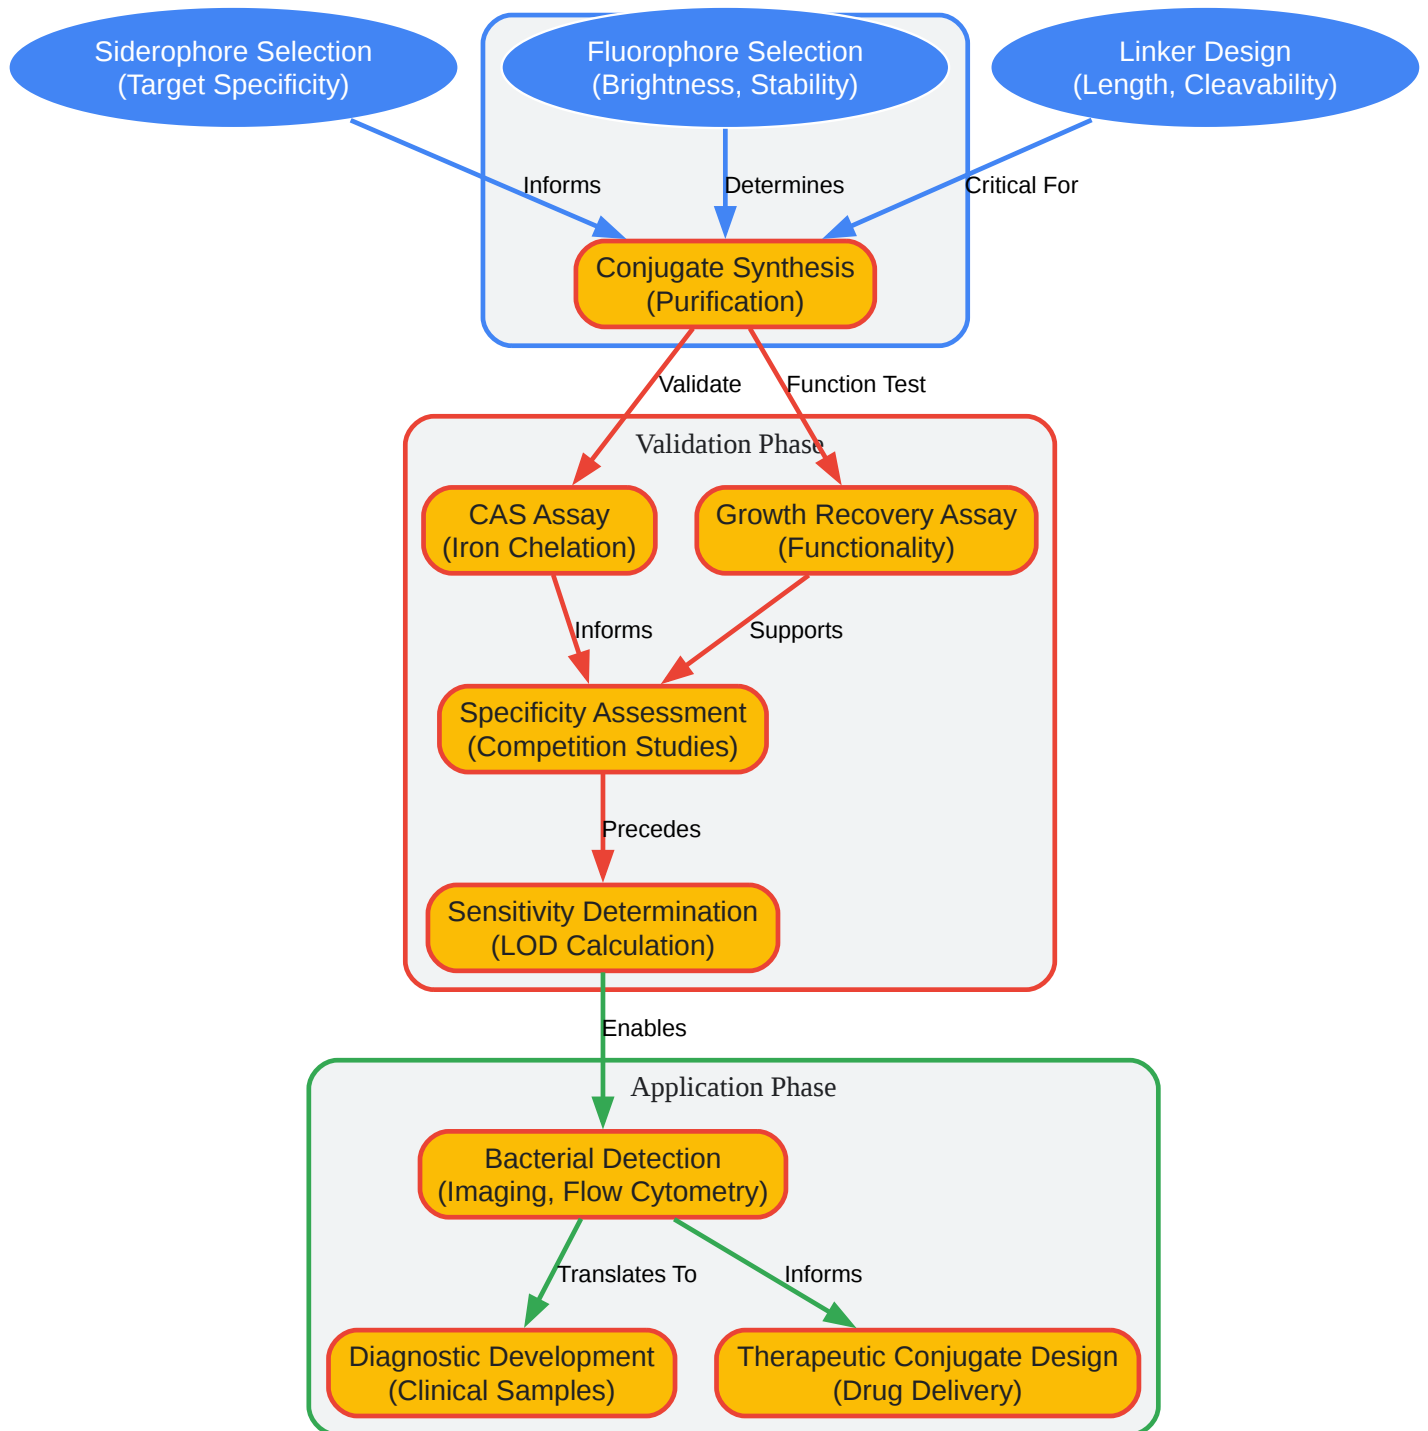 Siderophore Selection
(Target Specificity)
Fluorophore Selection
(Brightness, Stability)
Linker Design
(Length, Cleavability)
Informs
Determines
Critical For
Conjugate Synthesis
(Purification)
Validate
Function Test
Validation Phase
CAS Assay
(Iron Chelation)
Growth Recovery Assay
(Functionality)
Informs
Supports
Specificity Assessment
(Competition Studies)
Precedes
Sensitivity Determination
(LOD Calculation)
Enables
Application Phase
Bacterial Detection
(Imaging, Flow Cytometry)
Translates To
Informs
Diagnostic Development
(Clinical Samples)
Therapeutic Conjugate Design
(Drug Delivery)